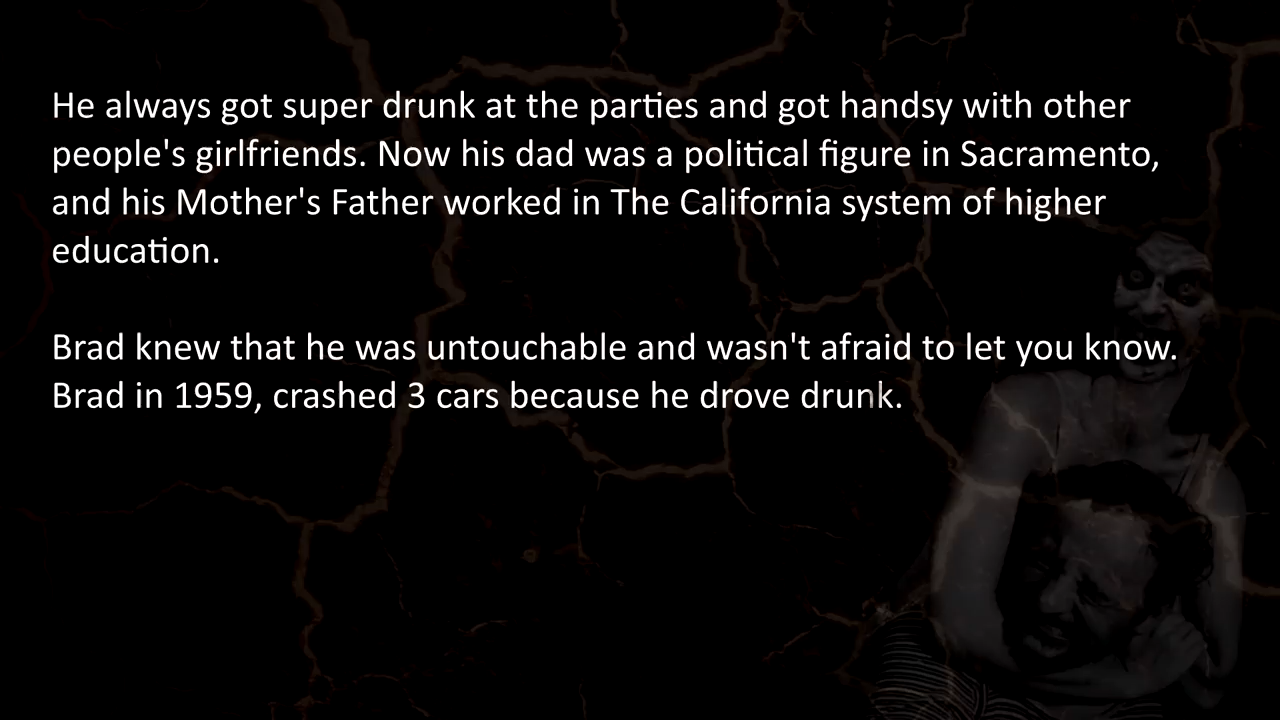 He always got super drunk at the parties and got handsy with other
people's girlfriends. Now his dad was a political figure in Sacramento,
and his Mother's Father worked in The California system of higher
education.
Brad knew that he was untouchable and wasn't afraid to let you know.
Brad in 1959, crashed 3 cars because he drove drunk.